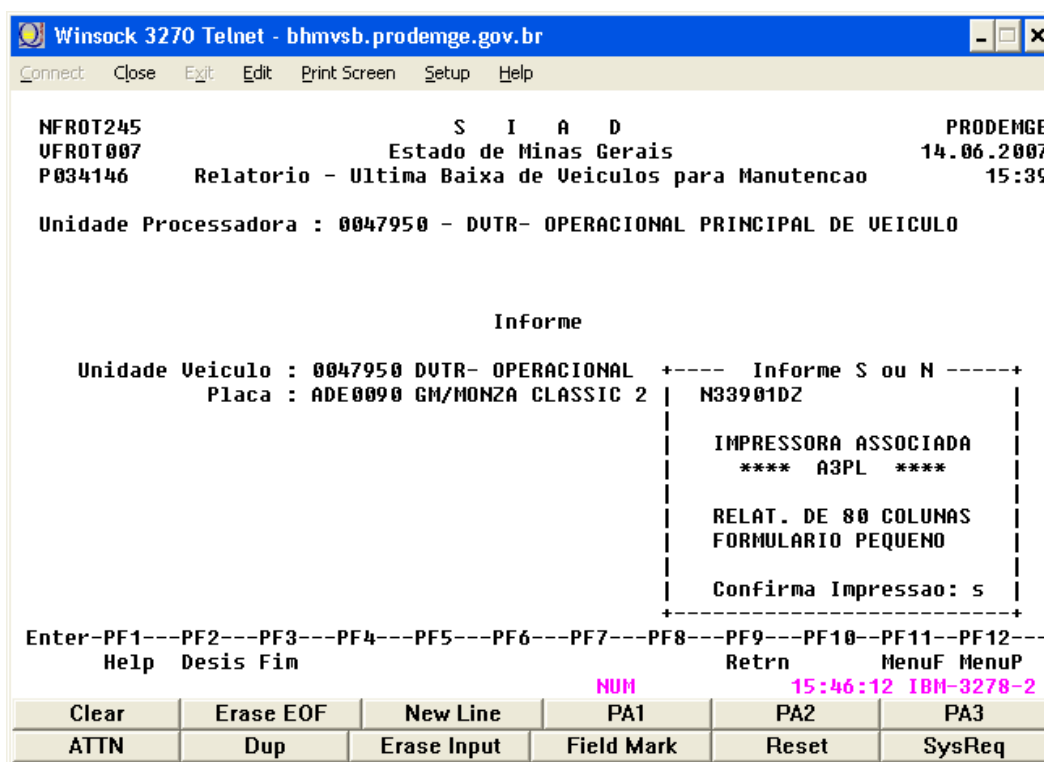 Winsock 3270 Telnet - bhmvsb.prodemge.gov.br
Connect Close Exit Edit Print Screen Setup Help
NFROT245 S I A D PRODEMGE
VFROT007 Estado de Minas Gerais 14.06.2007
P034146 Relatorio - Ultima Baixa de Veiculos para Manutencao 15:39
Unidade Processadora : 0047950 - DVTR- OPERACIONAL PRINCIPAL DE VEICULO
Informe
Unidade Veiculo : 0047950 DVTR- OPERACIONAL +---- Informe S ou N -----+
Placa : ADE0090 GM/MONZA CLASSIC 2 | N33901DZ |
| |
| IMPRESSORA ASSOCIADA |
| **** A3PL **** |
| |
| RELAT. DE 80 COLUNAS |
| FORMULARIO PEQUENO |
| |
| Confirma Impressao: s |
+--------------------------+
Enter-PF1---PF2---PF3---PF4---PF5---PF6---PF7---PF8---PF9---PF10--PF11--PF12---
Help Desis Fim Retrn MenuF MenuP
NUM 15:46:12 IBM-3278-2
Clear Erase EOF New Line PA1 PA2 PA3
ATTN Dup Erase Input Field Mark Reset SysReq